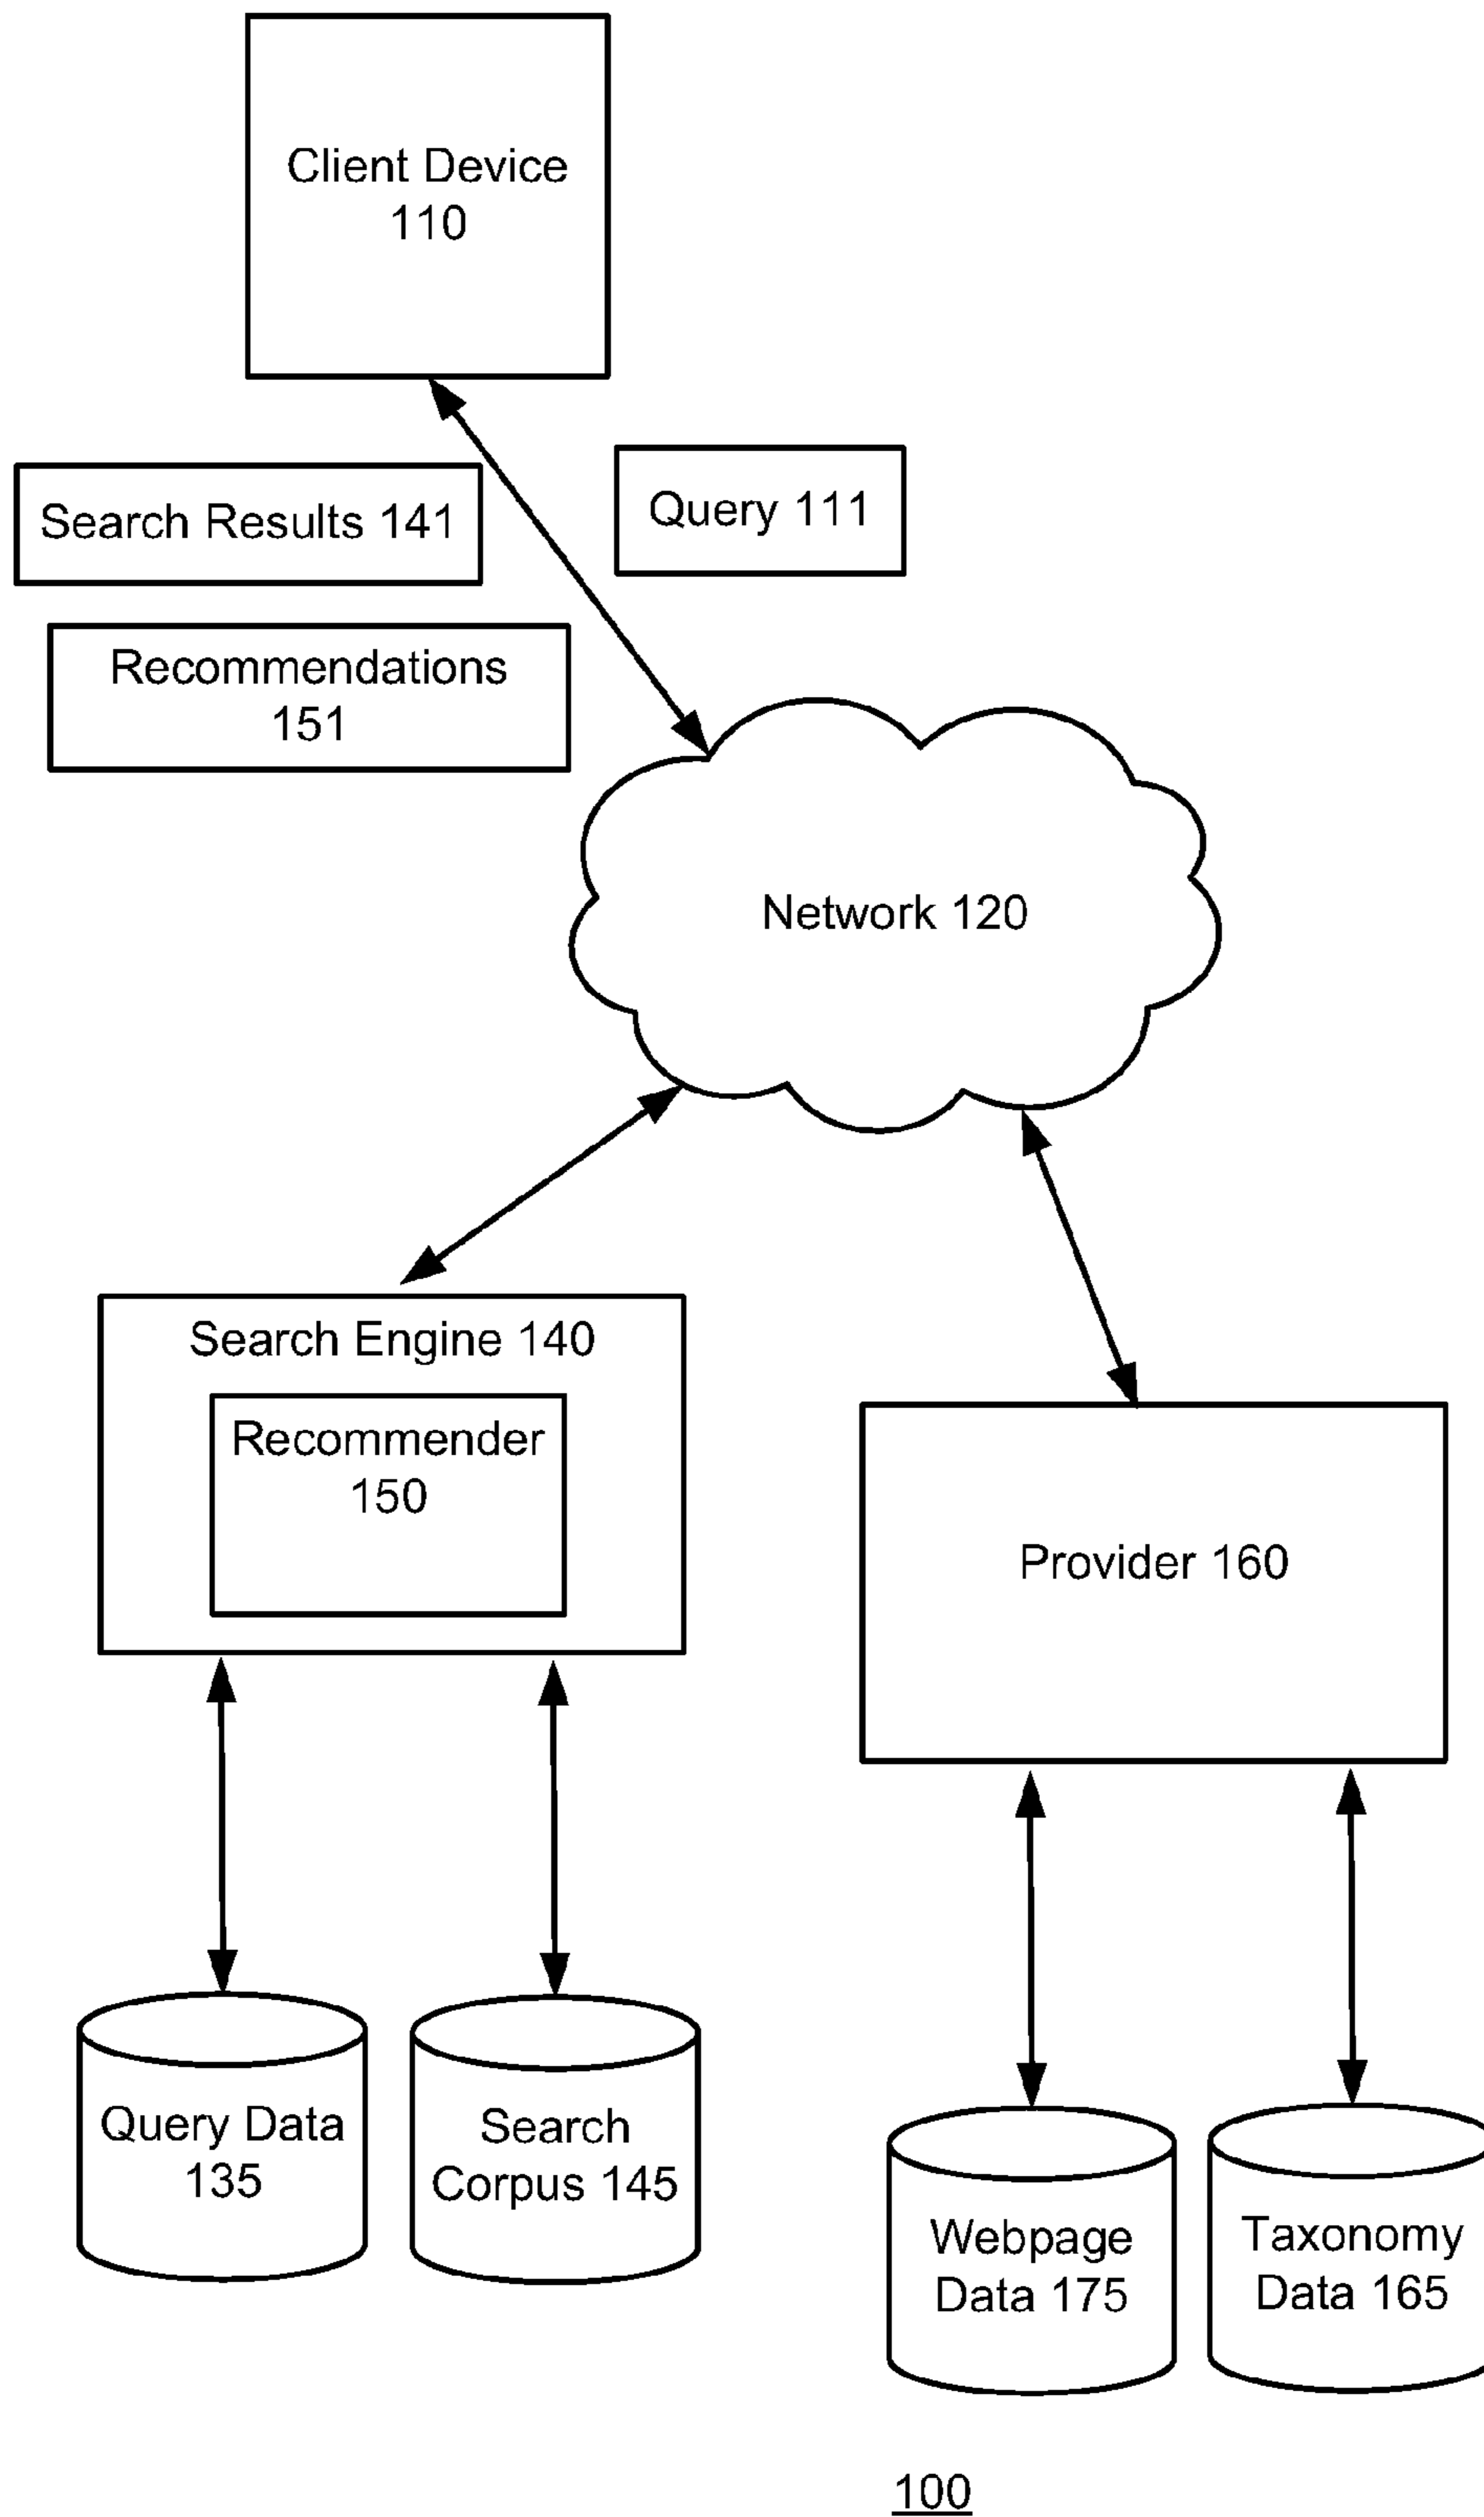 Client Device
110
Search Results 141
Query 111
Recommendations
151
Network 120
Search Engine 140
Recommender
150
Provider 160
Query Data
135
Search
Corpus 145
Webpage
Data 175
Taxonomy
Data 165
100